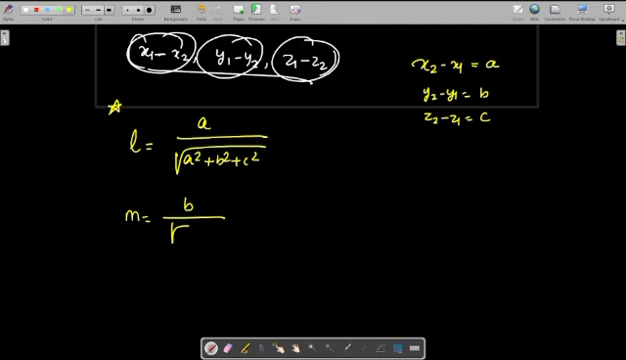 x₁-x₂, y₁-y₂, z₁-z₂
x₂-x₁ = a
y₂-y₁ = b
z₂-z₁ = c
l = a / √(a²+b²+c²)
m = b / √